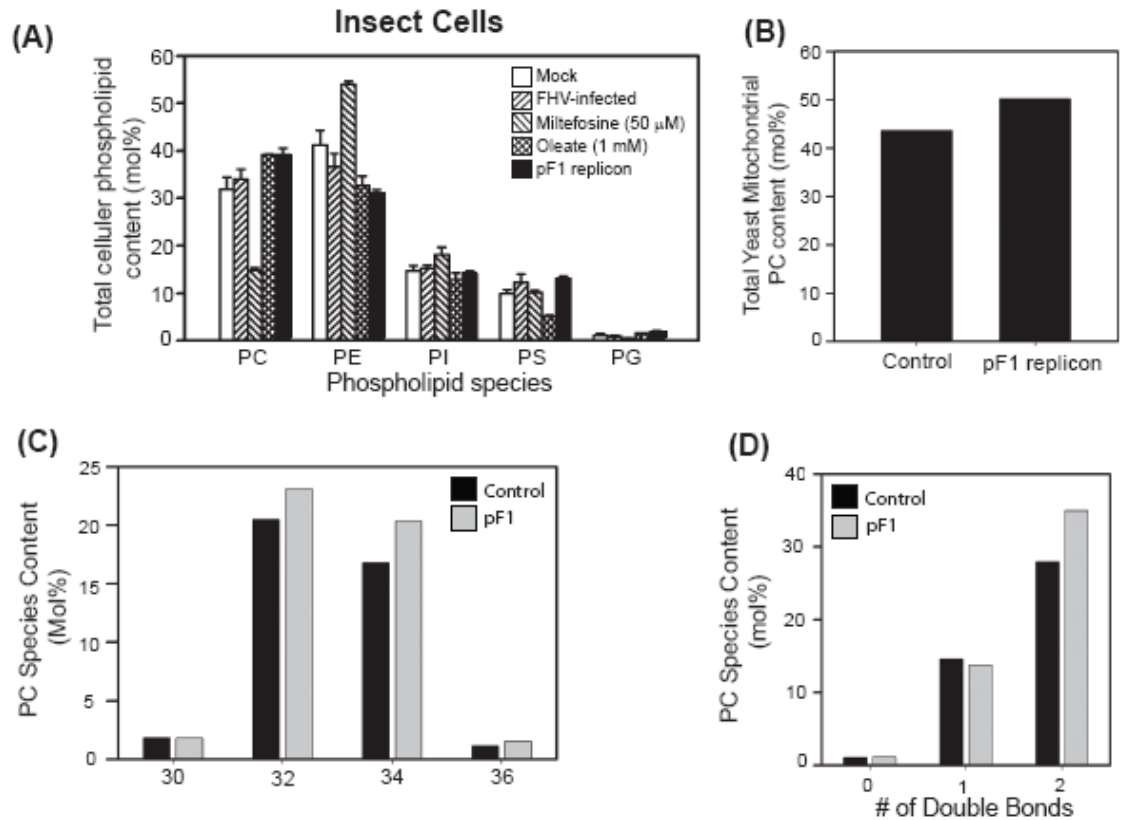 (A)
Insect Cells
Total celluler phospholipid
content (mol%)
60
50
40
30
20
10
0
Mock
FHV-infected
Miltefosine (50 μM)
Oleate (1 mM)
pF1 replicon
PC PE PI PS PG
Phospholipid species
(B)
Total Yeast Mitochondrial
PC content (mol%)
60
50
40
30
20
10
0
Control pF1 replicon
(C)
PC Species Content
(Mol%)
25
20
15
10
5
0
Control
pF1
30 32 34 36
(D)
PC Species Content
(mol%)
40
30
20
10
0
Control
pF1
0 1 2
# of Double Bonds